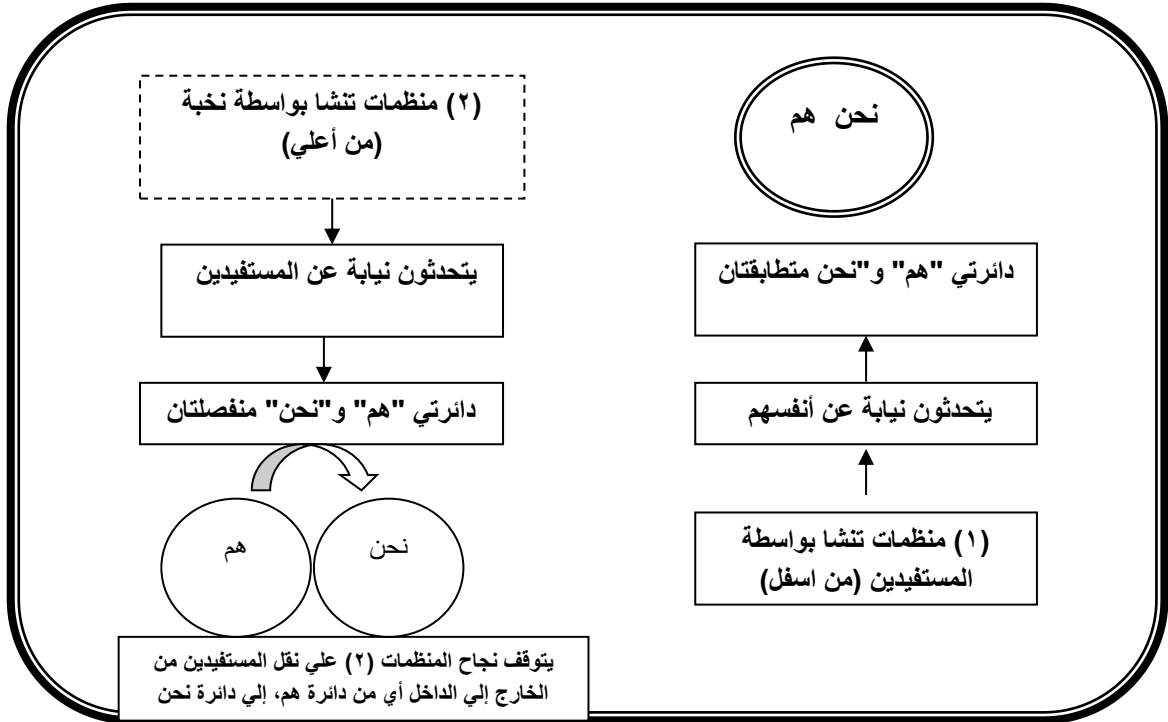 نحن هم
دائرتي "هم" و"نحن متطابقتان
يتحدثون نيابة عن أنفسهم
(١) منظمات تنشا بواسطة
المستفيدين (من اسفل)
(٢) منظمات تنشا بواسطة نخبة
(من أعلي)
يتحدثون نيابة عن المستفيدين
دائرتي "هم" و"نحن" منفصلتان
نحن
هم
يتوقف نجاح المنظمات (٢) علي نقل المستفيدين من
الخارج إلي الداخل أي من دائرة هم، إلي دائرة نحن